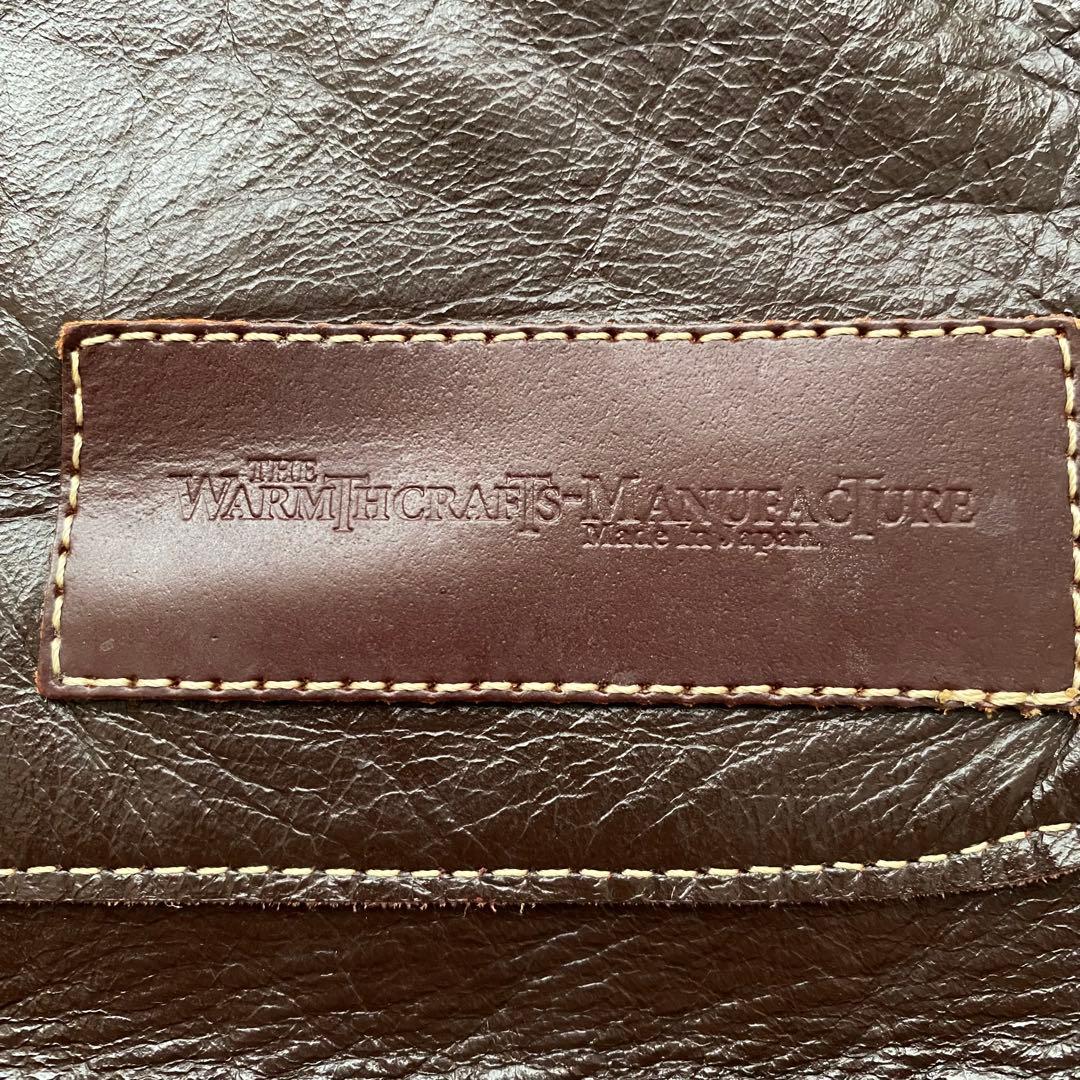 THE
WARMTHCRAFTS-MANUFACTURE
Made in Japan.